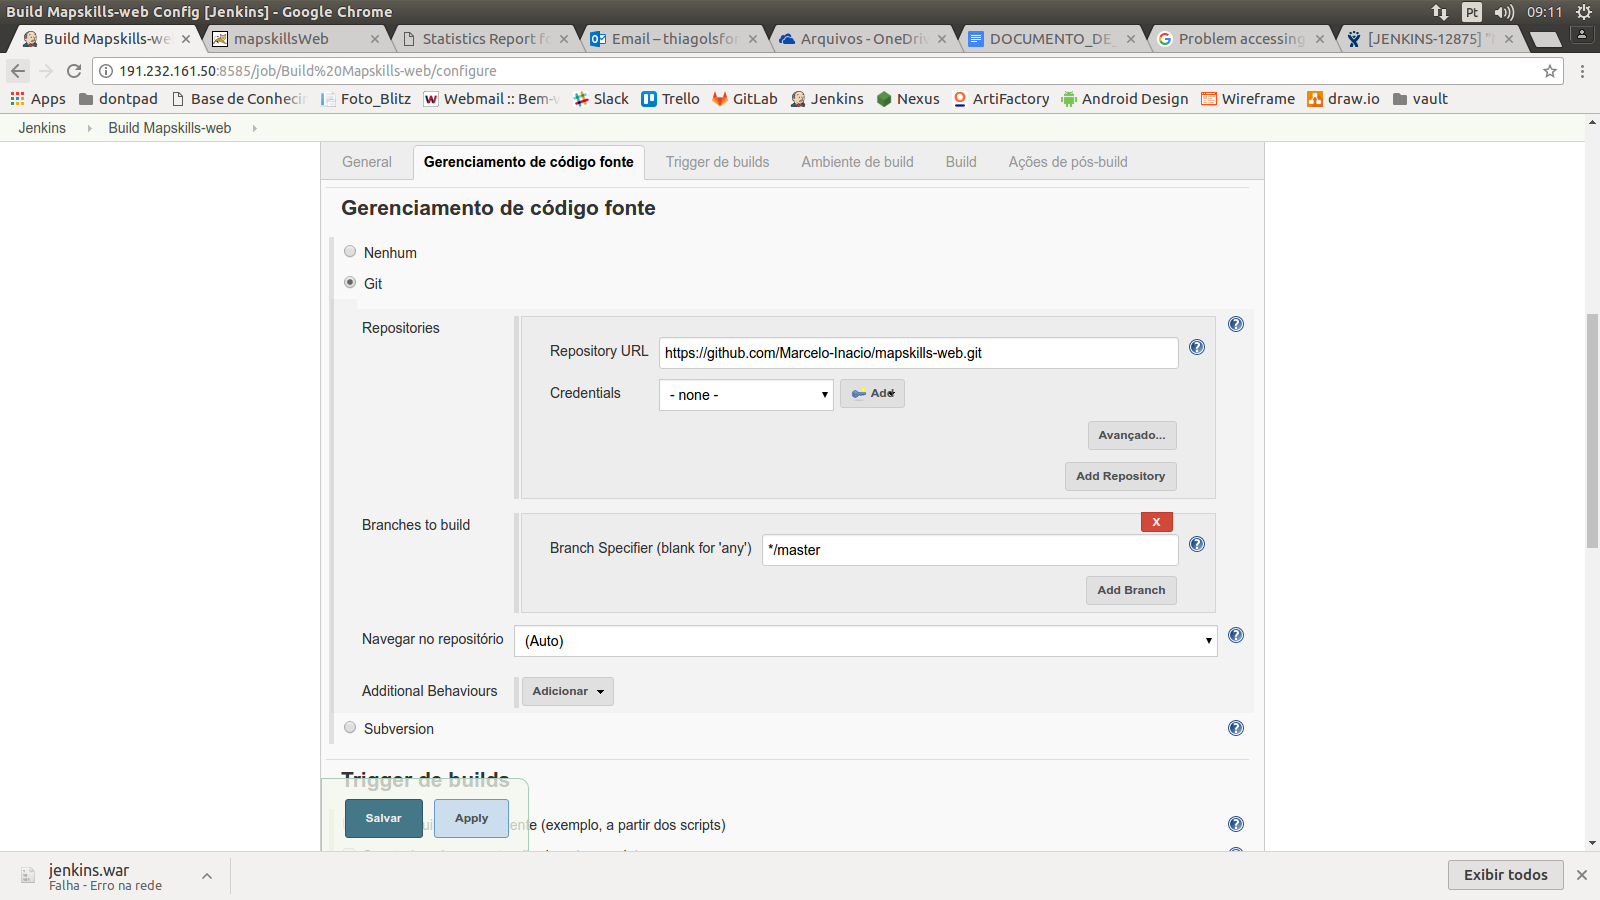 Build Mapskills-web Config [Jenkins] - Google Chrome
Pt
09:11
Build Mapskills-we
mapskillsWeb
Statistics Report fo
Email – thiagolsfor
Arquivos - OneDriv
DOCUMENTO_DE_
Problem accessing
[JENKINS-12875] "
191.232.161.50:8585/job/Build%20Mapskills-web/configure
Apps
dontpad
Base de Conheci
Foto_Blitz
Webmail :: Bem-v
Slack
Trello
GitLab
Jenkins
Nexus
ArtiFactory
Android Design
Wireframe
draw.io
vault
Jenkins
Build Mapskills-web
General
Gerenciamento de código fonte
Trigger de builds
Ambiente de build
Build
Ações de pós-build
Gerenciamento de código fonte
Nenhum
Git
Repositories
Repository URL
https://github.com/Marcelo-Inacio/mapskills-web.git
Credentials
- none -
Add
Avançado...
Add Repository
Branches to build
X
Branch Specifier (blank for 'any')
*/master
Add Branch
Navegar no repositório
(Auto)
Additional Behaviours
Adicionar
Subversion
Trigger de builds
Salvar
Apply
ente (exemplo, a partir dos scripts)
jenkins.war
Falha - Erro na rede
Exibir todos